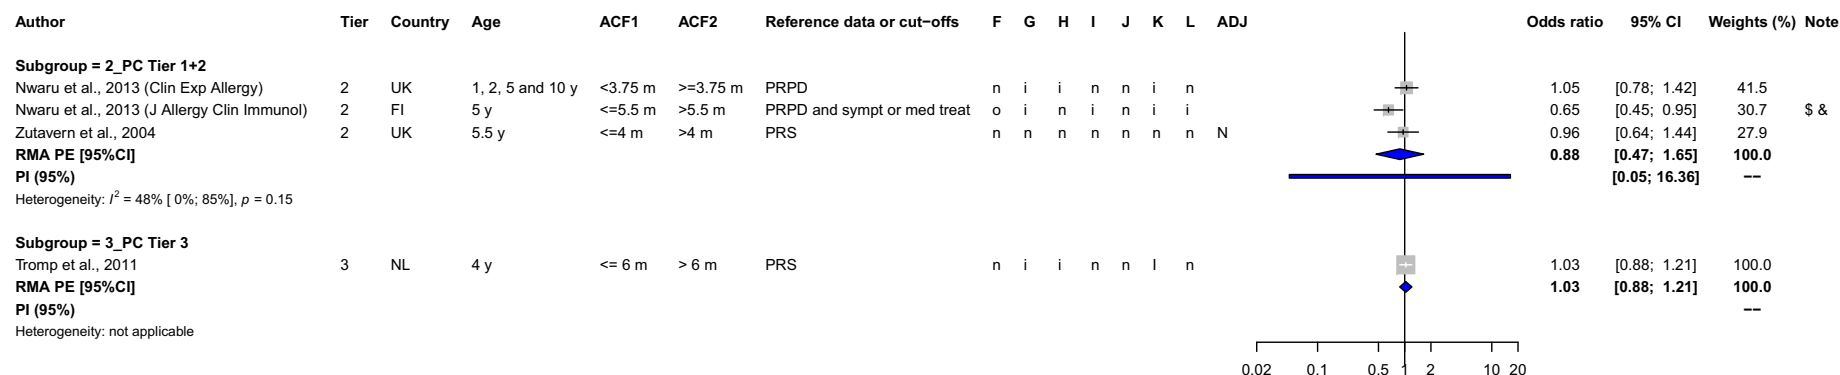 Author Tier Country Age ACF1 ACF2 Reference data or cut−offs F G H I J K L ADJ Odds ratio 95% CI Weights (%) Note
Subgroup = 2_PC Tier 1+2
Nwaru et al., 2013 (Clin Exp Allergy) 2 UK 1, 2, 5 and 10 y <3.75 m >=3.75 m PRPD n i i n n i n 1.05 [0.78; 1.42] 41.5
Nwaru et al., 2013 (J Allergy Clin Immunol) 2 FI 5 y <=5.5 m >5.5 m PRPD and sympt or med treat o i n i n i i 0.65 [0.45; 0.95] 30.7 $ &
Zutavern et al., 2004 2 UK 5.5 y <=4 m >4 m PRS n n n n n n n N 0.96 [0.64; 1.44] 27.9
RMA PE [95%CI] 0.88 [0.47; 1.65] 100.0
PI (95%) [0.05; 16.36] −−
Heterogeneity: I² = 48% [ 0%; 85%], p = 0.15
Subgroup = 3_PC Tier 3
Tromp et al., 2011 3 NL 4 y <= 6 m > 6 m PRS n i i n n I n 1.03 [0.88; 1.21] 100.0
RMA PE [95%CI] 1.03 [0.88; 1.21] 100.0
PI (95%) −−
Heterogeneity: not applicable
0.02 0.1 0.5 1 2 10 20